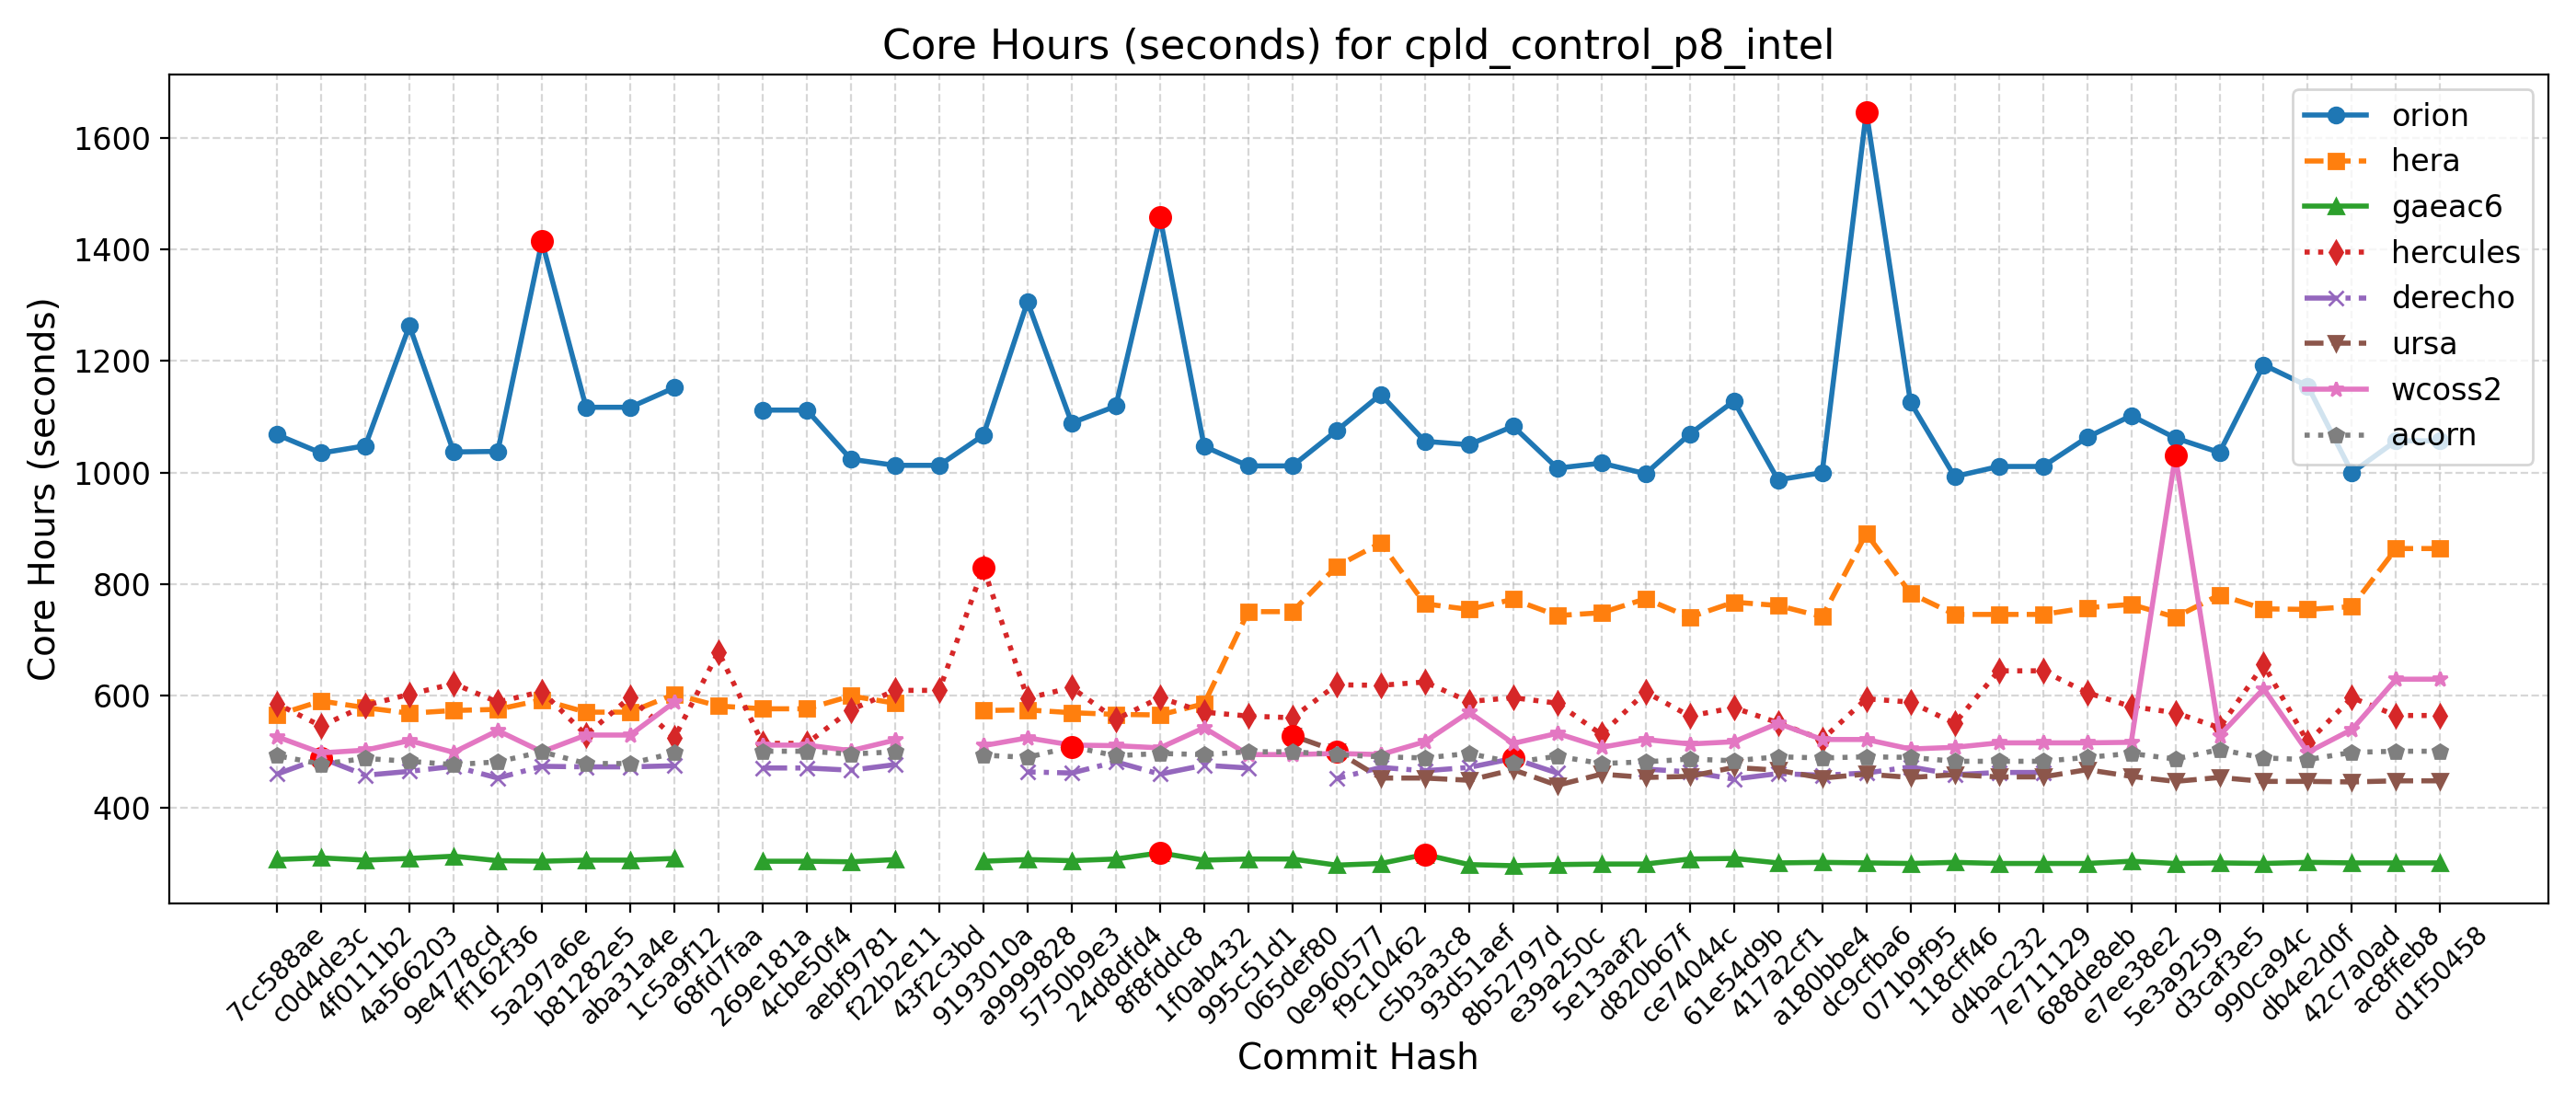 Core Hours (seconds) for cpld_control_p8_intel
Core Hours (seconds)
1600
1400
1200
1000
800
600
400
orion
hera
gaeac6
hercules
derecho
ursa
wcoss2
acorn
7cc588ae
c0d4de3c
4f0111b2
4a566203
9e4778cd
ff162f36
5a297a6e
b81282e5
aba31a4e
1c5a9f12
68fd7faa
269e181a
4cbe50f4
aebf9781
f22b2e11
43f2c3bd
9193010a
a9999828
5750b9e3
24d8dfd4
8f8fddc8
1f0ab432
995c51d1
065def80
0e960577
f9c10462
c5b3a3c8
93d51aef
8b52797d
e39a250c
5e13aaf2
d820b67f
ce74044c
61e54d9b
417a2cf1
a180bbe4
dc9cfba6
071b9f95
118cff46
d4bac232
7e711129
688de8eb
e7ee38e2
5e3a9259
d3caf3e5
990ca94c
db4e2d0f
42c7a0ad
ac8ffeb8
d1f50458
Commit Hash